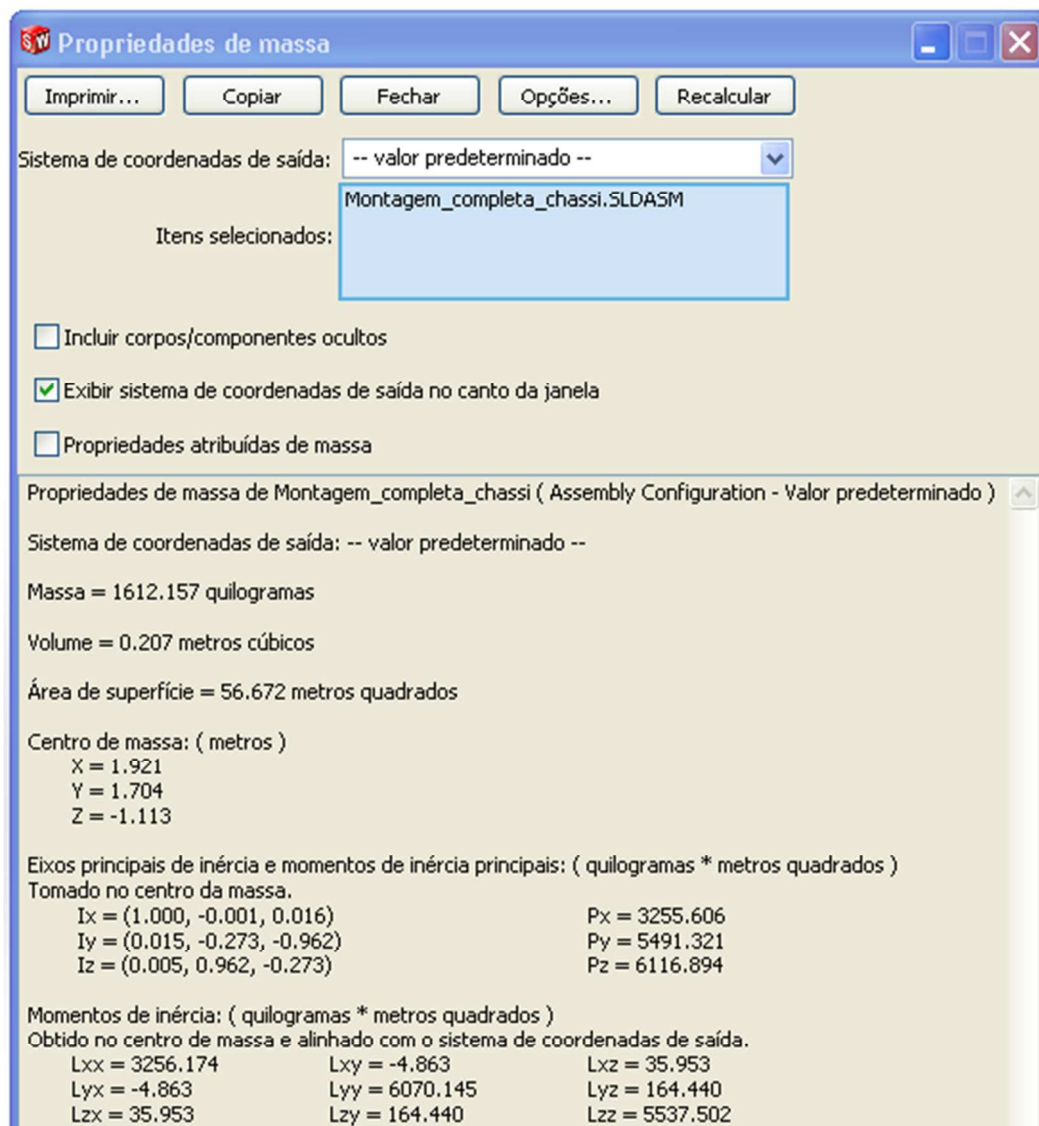 SW Propriedades de massa
Imprimir... Copiar Fechar Opções... Recalcular
Sistema de coordenadas de saída: -- valor predeterminado --
Montagem_completa_chassi.SLDASM
Itens selecionados:
Incluir corpos/componentes ocultos
Exibir sistema de coordenadas de saída no canto da janela
Propriedades atribuídas de massa
Propriedades de massa de Montagem_completa_chassi ( Assembly Configuration - Valor predeterminado )
Sistema de coordenadas de saída: -- valor predeterminado --
Massa = 1612.157 quilogramas
Volume = 0.207 metros cúbicos
Área de superfície = 56.672 metros quadrados
Centro de massa: ( metros )
X = 1.921
Y = 1.704
Z = -1.113
Eixos principais de inércia e momentos de inércia principais: ( quilogramas * metros quadrados )
Tomado no centro da massa.
Ix = (1.000, -0.001, 0.016) Px = 3255.606
Iy = (0.015, -0.273, -0.962) Py = 5491.321
Iz = (0.005, 0.962, -0.273) Pz = 6116.894
Momentos de inércia: ( quilogramas * metros quadrados )
Obtido no centro de massa e alinhado com o sistema de coordenadas de saída.
Lxx = 3256.174 Lxy = -4.863 Lxz = 35.953
Lyx = -4.863 Lyy = 6070.145 Lyz = 164.440
Lzx = 35.953 Lzy = 164.440 Lzz = 5537.502